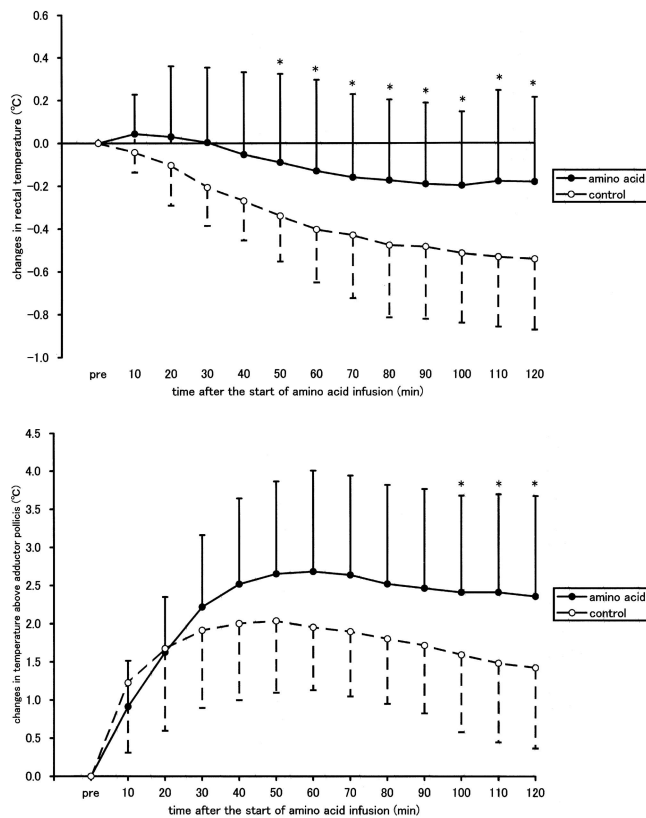 changes in rectal temperature (°C)
0.6
0.4
0.2
0.0
−0.2
−0.4
−0.6
−0.8
−1.0
* * * * * * * *
pre 10 20 30 40 50 60 70 80 90 100 110 120
time after the start of amino acid infusion (min)
amino acid
control
changes in temperature above adductor pollicis (°C)
4.5
4.0
3.5
3.0
2.5
2.0
1.5
1.0
0.5
0.0
* * *
pre 10 20 30 40 50 60 70 80 90 100 110 120
time after the start of amino acid infusion (min)
amino acid
control